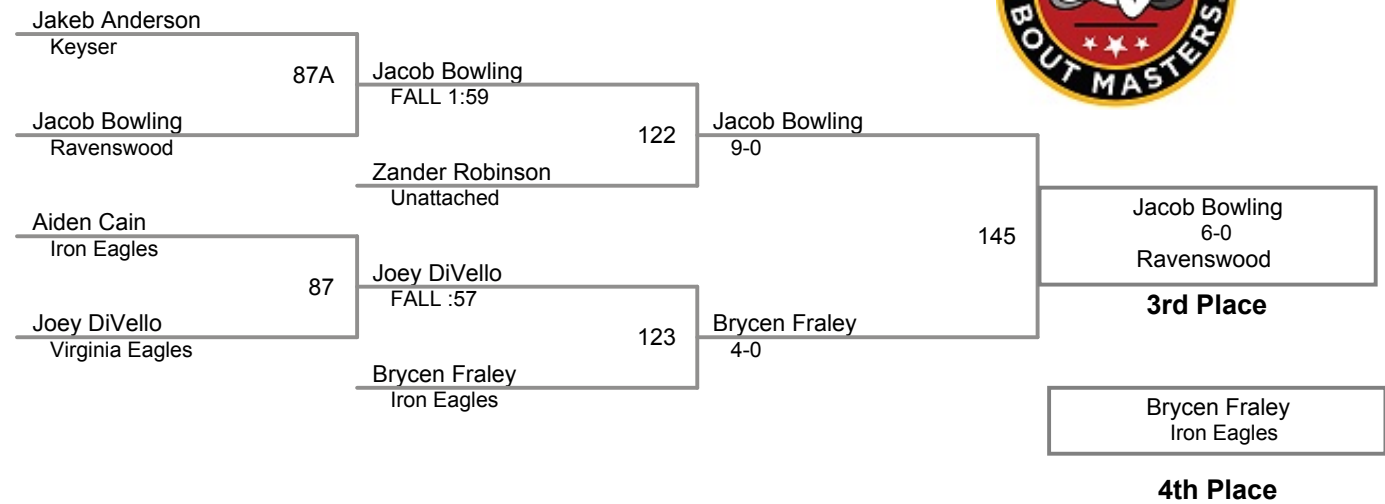 Jakeb Anderson
Keyser
87A
Jacob Bowling
FALL 1:59
Jacob Bowling
Ravenswood
122
Jacob Bowling
9-0
Zander Robinson
Unattached
Aiden Cain
Iron Eagles
87
Joey DiVello
FALL :57
Joey DiVello
Virginia Eagles
123
Brycen Fraley
4-0
Brycen Fraley
Iron Eagles
145
Jacob Bowling
6-0
Ravenswood
3rd Place
Brycen Fraley
Iron Eagles
4th Place
BOUT MASTERS